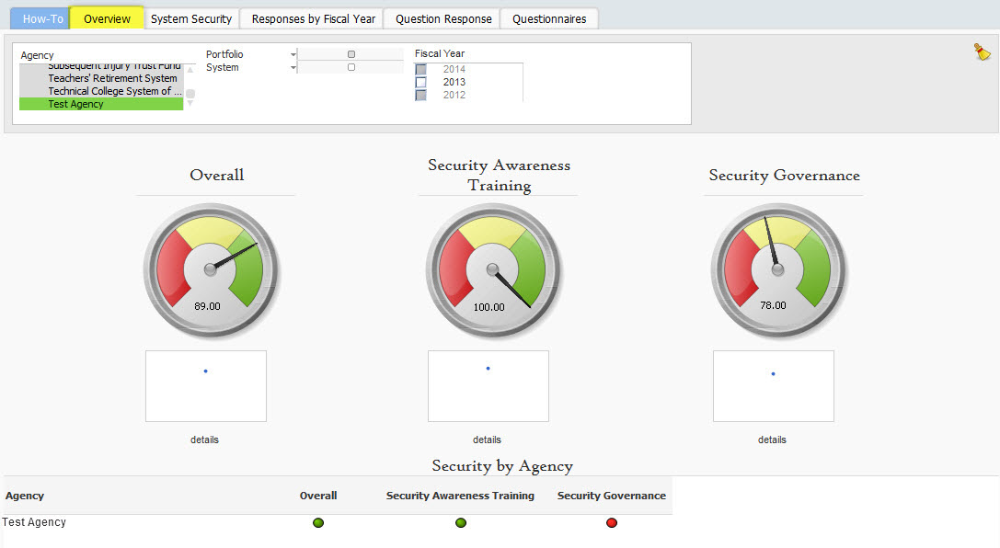 How-To Overview System Security Responses by Fiscal Year Question Response Questionnaires
Agency
Subsequent Injury Trust Fund
Teachers' Retirement System
Technical College System of ...
Test Agency
Portfolio
System
Fiscal Year
2014
2013
2012
Overall
Security Awareness
Training
Security Governance
89.00
100.00
78.00
details
details
details
Security by Agency
Agency Overall Security Awareness Training Security Governance
Test Agency